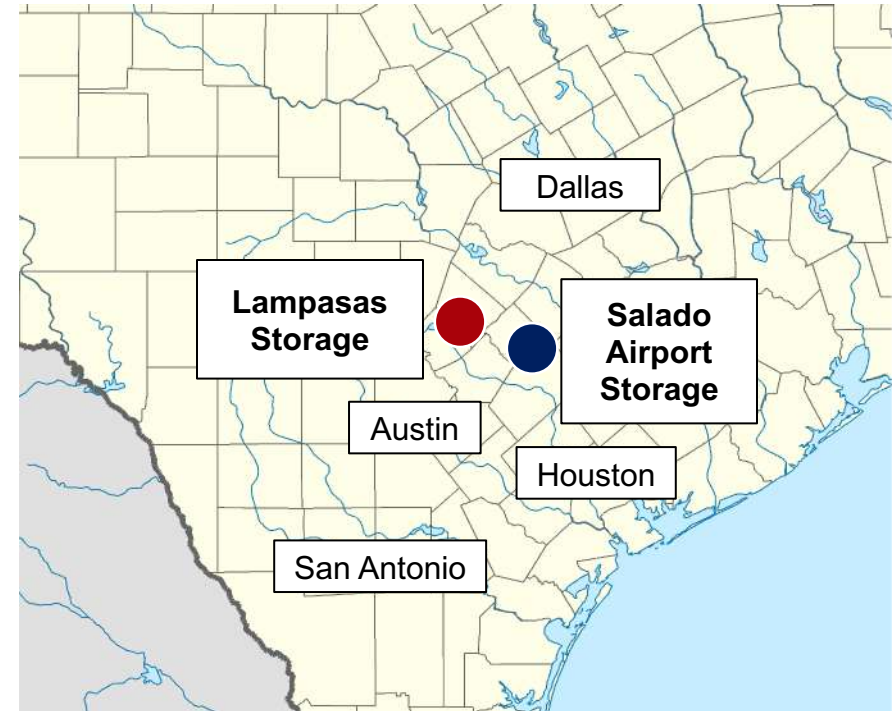 Dallas
Lampasas
Storage
Salado
Airport
Storage
Austin
Houston
San Antonio